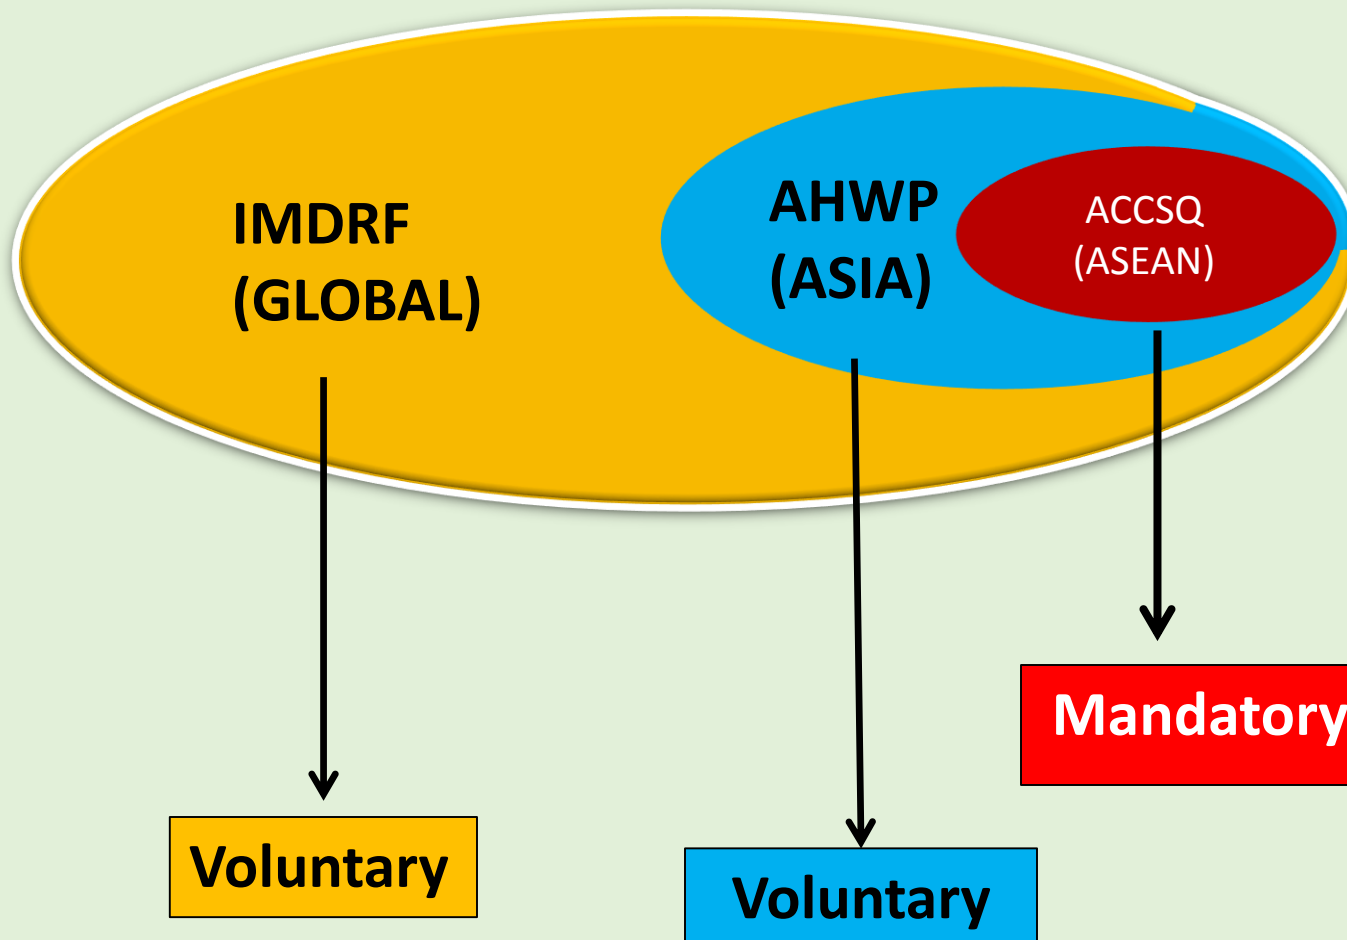 IMDRF
(GLOBAL)
AHWP
(ASIA)
ACCSQ
(ASEAN)
Mandatory
Voluntary
Voluntary